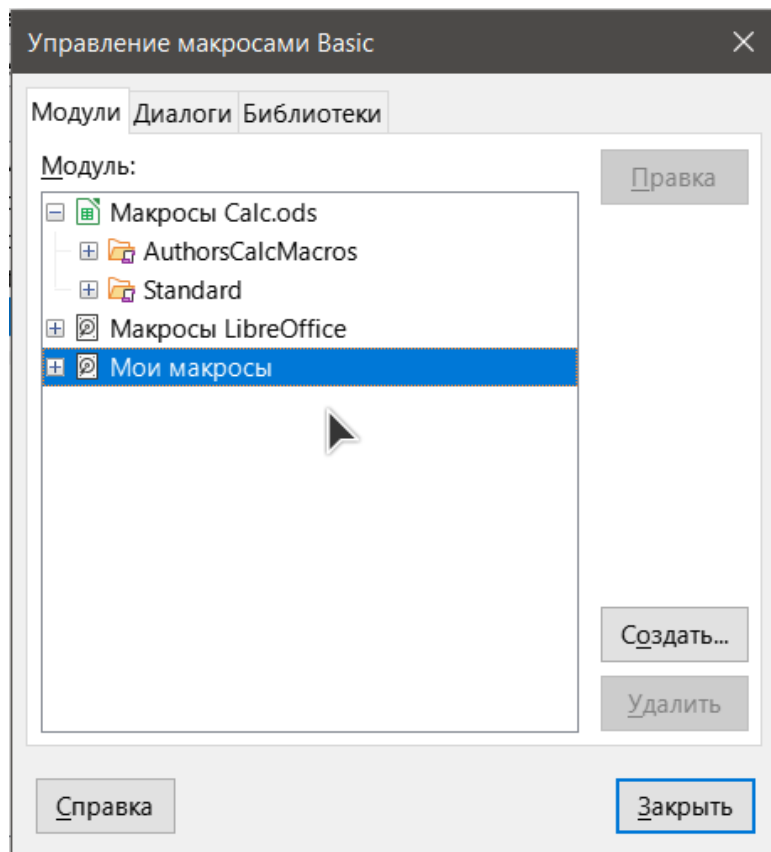 Управление макросами Basic
Модули Диалоги Библиотеки
Модуль:
Правка
Макросы Calc.ods
AuthorsCalcMacros
Standard
Макросы LibreOffice
Мои макросы
Создать...
Удалить
Справка
Закрыть